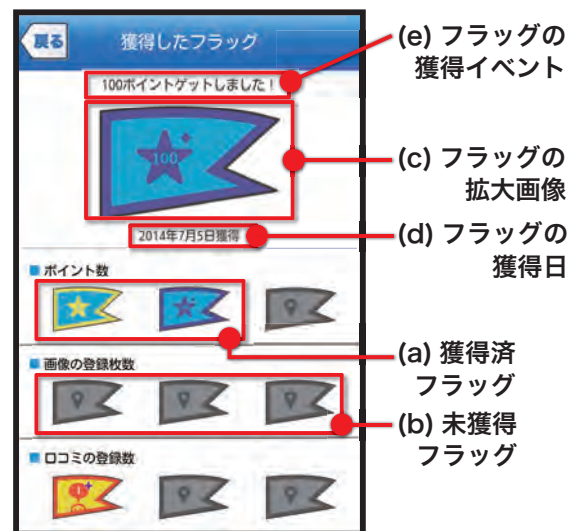 戻る
獲得したフラッグ
100ポイントゲットしました！
100
2014年7月5日獲得
ポイント数
画像の登録枚数
口コミの登録数
1
(e) フラッグの
獲得イベント
(c) フラッグの
拡大画像
(d) フラッグの
獲得日
(a) 獲得済
フラッグ
(b) 未獲得
フラッグ